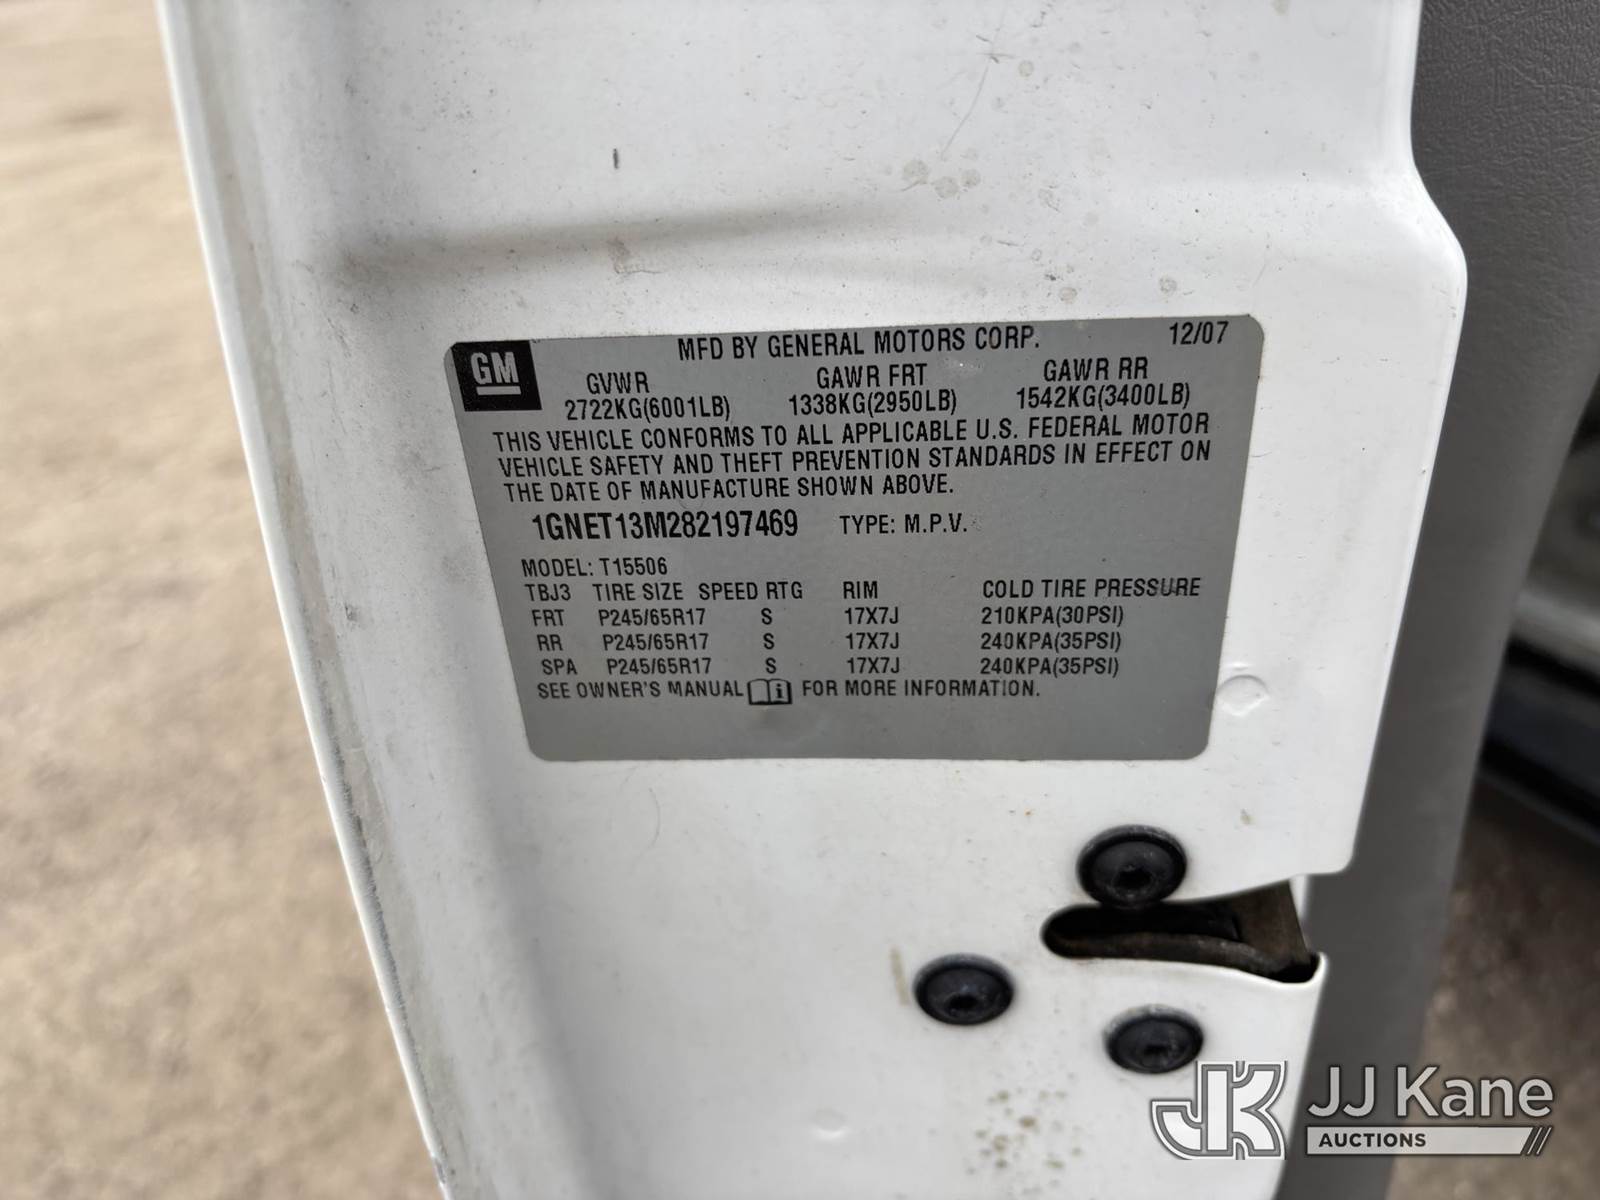 GM
MFD BY GENERAL MOTORS CORP. 12/07
GVWR GAWR FRT GAWR RR
2722KG(6001LB) 1338KG(2950LB) 1542KG(3400LB)
THIS VEHICLE CONFORMS TO ALL APPLICABLE U.S. FEDERAL MOTOR
VEHICLE SAFETY AND THEFT PREVENTION STANDARDS IN EFFECT ON
THE DATE OF MANUFACTURE SHOWN ABOVE.
1GNET13M282197469 TYPE: M.P.V.
MODEL: T15506
TBJ3 TIRE SIZE SPEED RTG RIM COLD TIRE PRESSURE
FRT P245/65R17 S 17X7J 210KPA(30PSI)
RR P245/65R17 S 17X7J 240KPA(35PSI)
SPA P245/65R17 S 17X7J 240KPA(35PSI)
SEE OWNER'S MANUAL i FOR MORE INFORMATION.
JK JJ Kane
AUCTIONS